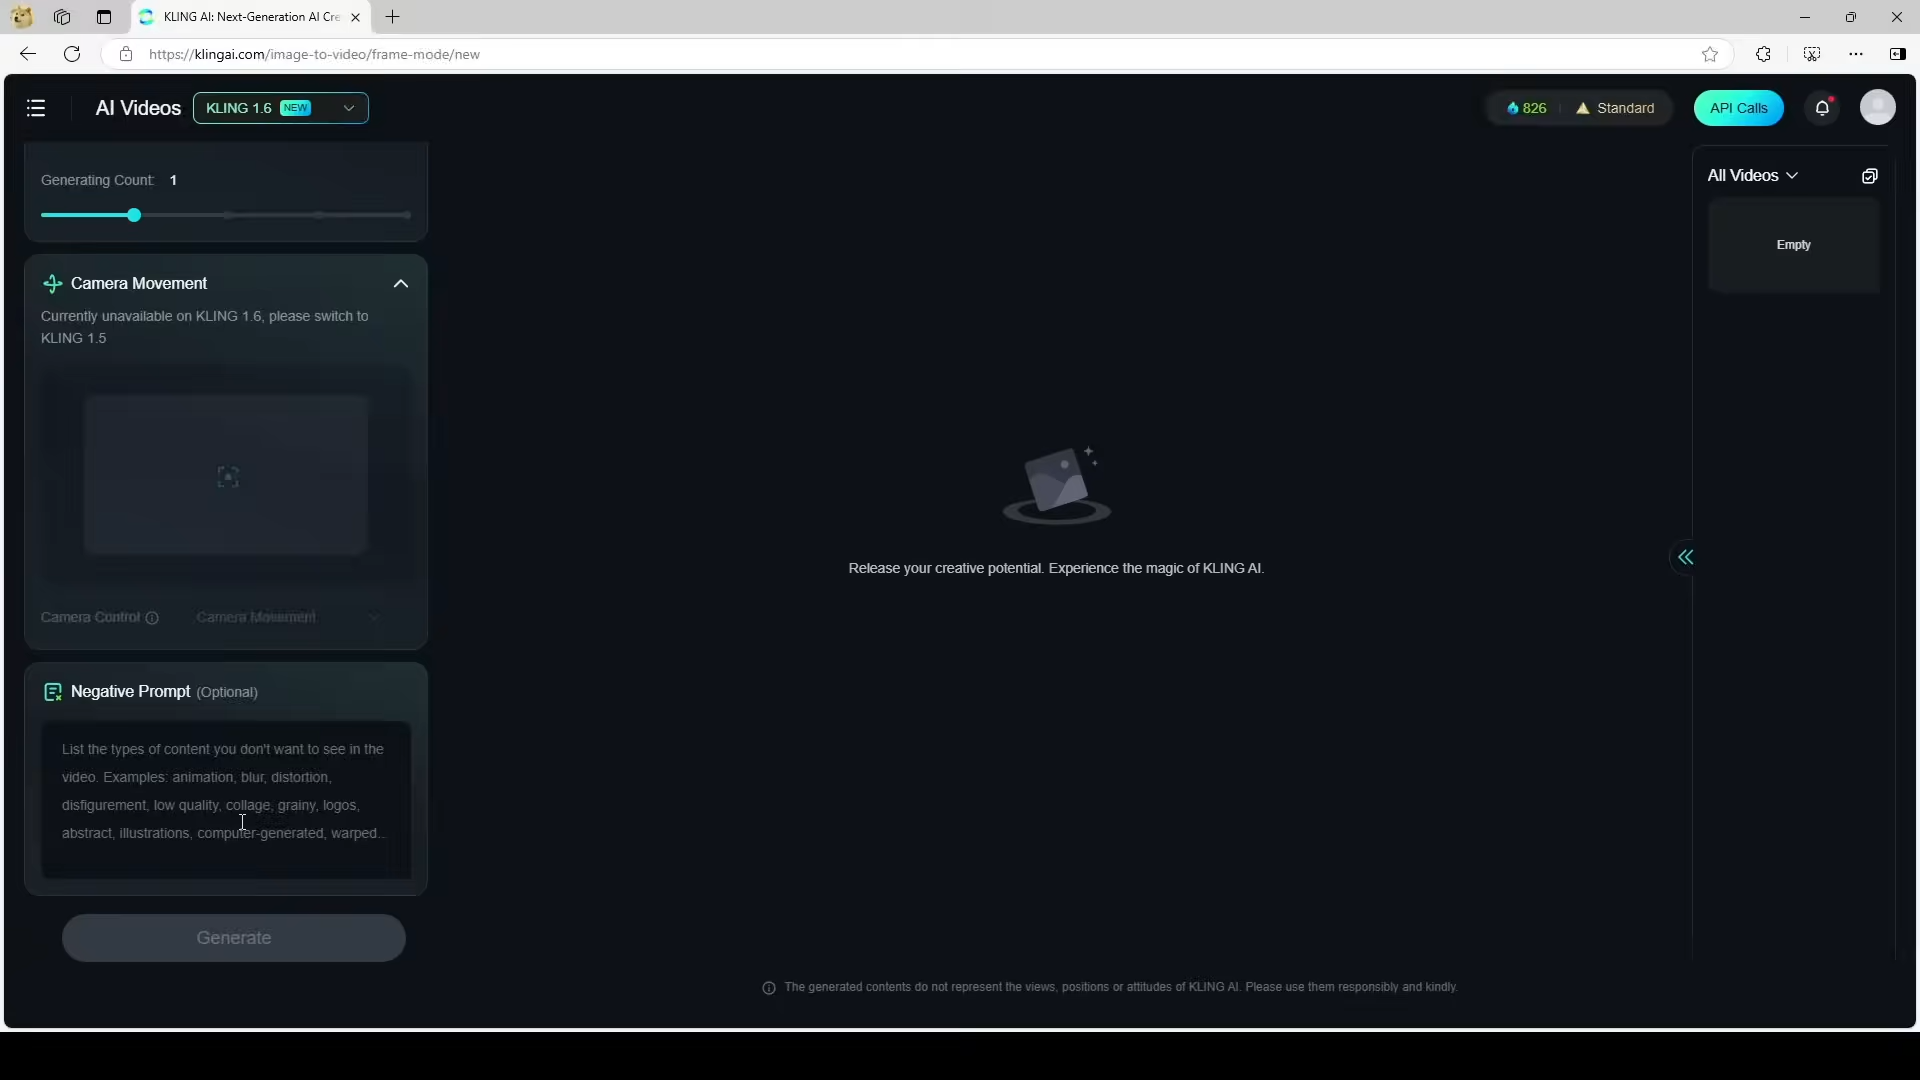 KLING AI: Next-Generation AI Cre
https://klingai.com/image-to-video/frame-mode/new
AI Videos
KLING 1.6 NEW
826
Standard
API Calls
Generating Count: 1
Camera Movement
Currently unavailable on KLING 1.6, please switch to
KLING 1.5
Camera Control
Camera Movement
Negative Prompt (Optional)
List the types of content you don't want to see in the
video. Examples: animation, blur, distortion,
disfigurement, low quality, collage, grainy, logos,
abstract, illustrations, computer-generated, warped...
Generate
Release your creative potential. Experience the magic of KLING AI.
The generated contents do not represent the views, positions or attitudes of KLING AI. Please use them responsibly and kindly.
All Videos
Empty